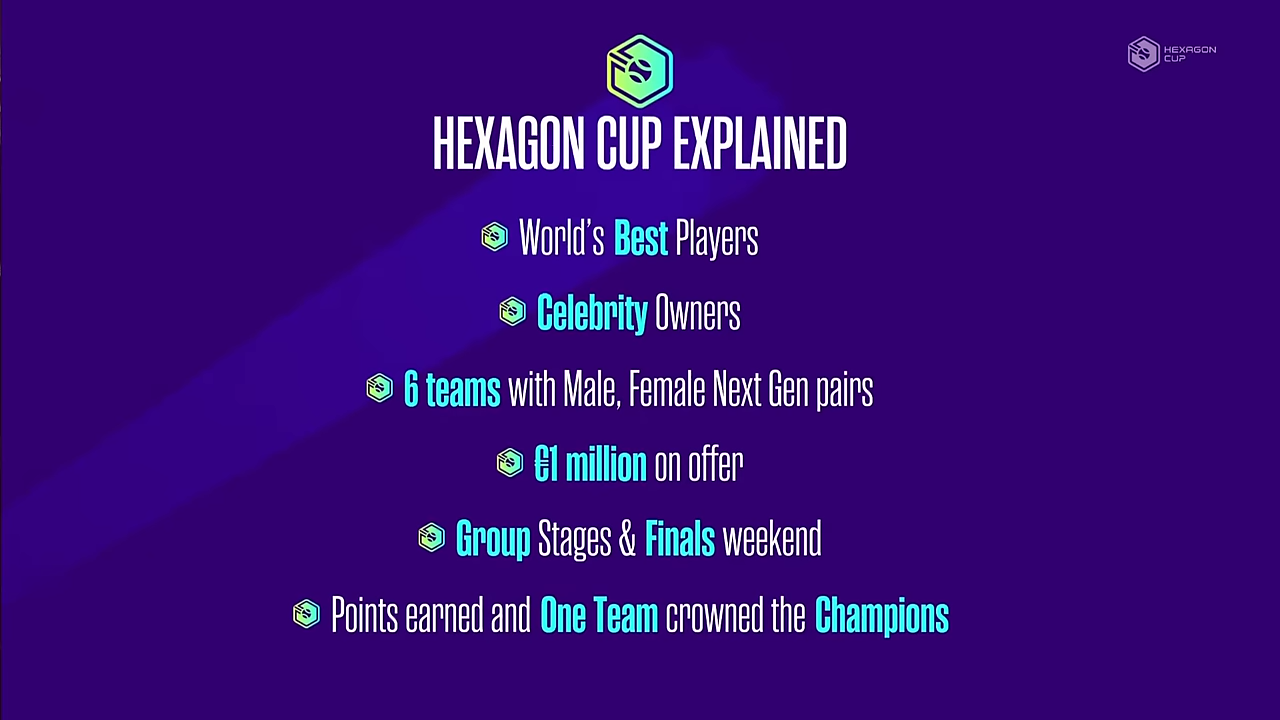 HEXAGON
CUP
HEXAGON CUP EXPLAINED
World's Best Players
Celebrity Owners
6 teams with Male, Female Next Gen pairs
€1 million on offer
Group Stages & Finals weekend
Points earned and One Team crowned the Champions